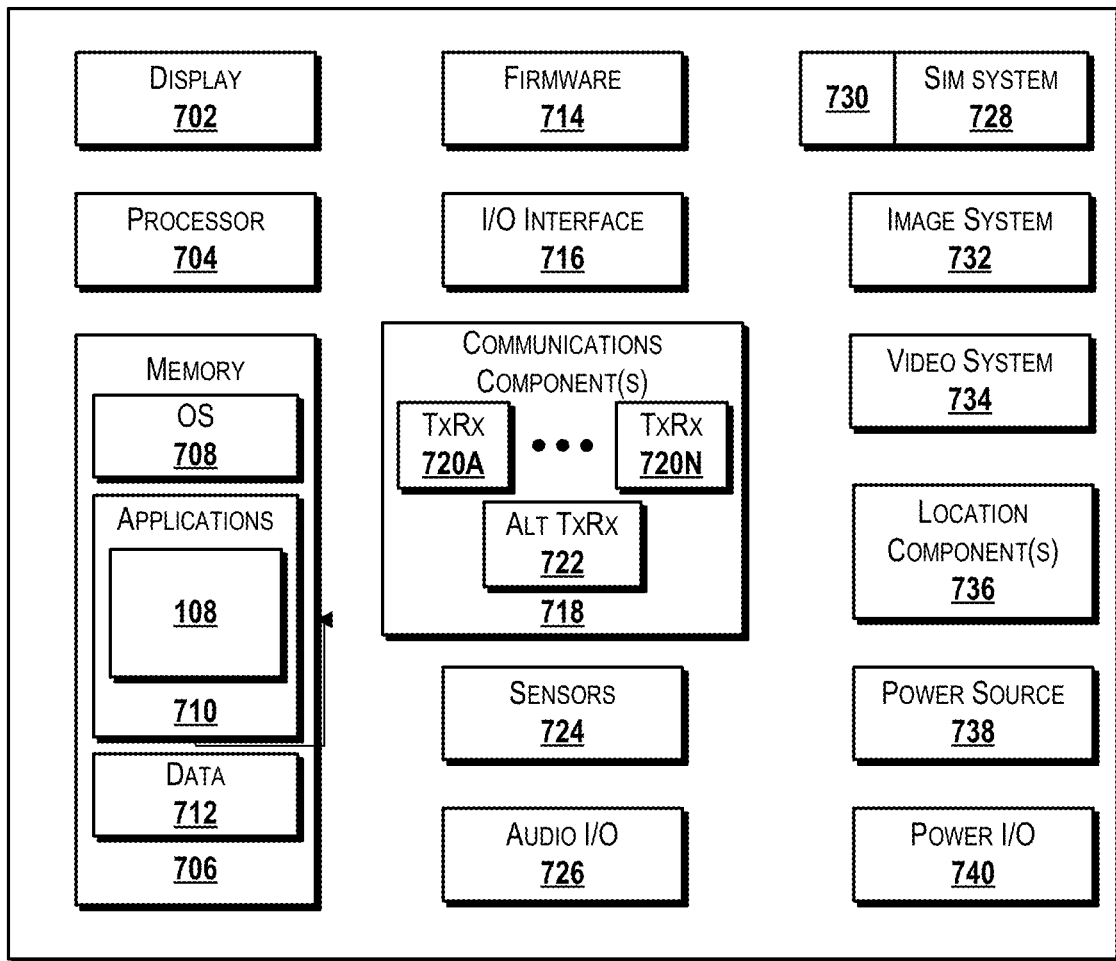 DISPLAY
702
PROCESSOR
704
MEMORY
OS
708
APPLICATIONS
108
710
DATA
712
706
FIRMWARE
714
I/O INTERFACE
716
COMMUNICATIONS
COMPONENT(S)
TXRX
720A
TXRX
720N
ALT TXRX
722
718
SENSORS
724
AUDIO I/O
726
730
SIM SYSTEM
728
IMAGE SYSTEM
732
VIDEO SYSTEM
734
LOCATION
COMPONENT(S)
736
POWER SOURCE
738
POWER I/O
740